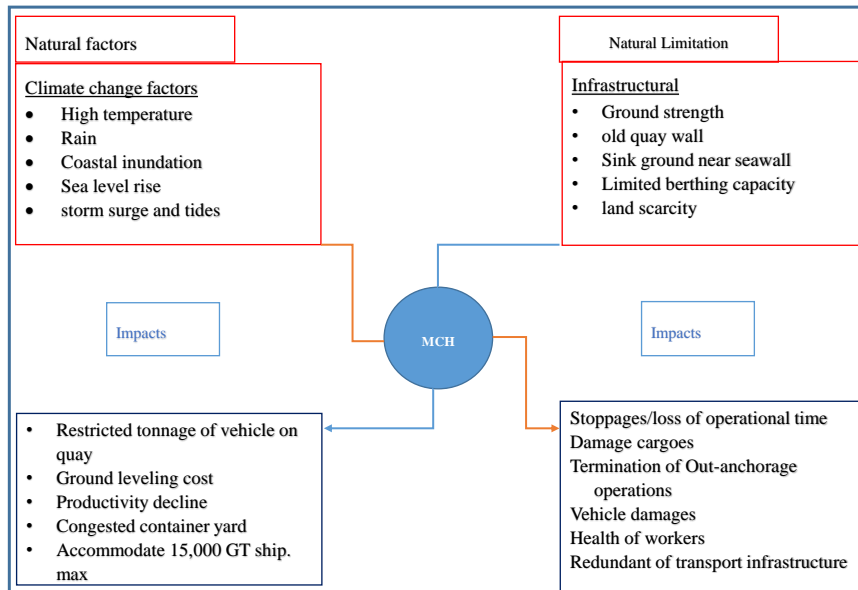 Natural factors
Climate change factors
● High temperature
● Rain
● Coastal inundation
● Sea level rise
● storm surge and tides
Natural Limitation
Infrastructural
• Ground strength
• old quay wall
• Sink ground near seawall
• Limited berthing capacity
• land scarcity
Impacts
MCH
Impacts
• Restricted tonnage of vehicle on
quay
• Ground leveling cost
• Productivity decline
• Congested container yard
• Accommodate 15,000 GT ship.
max
Stoppages/loss of operational time
Damage cargoes
Termination of Out-anchorage
operations
Vehicle damages
Health of workers
Redundant of transport infrastructure